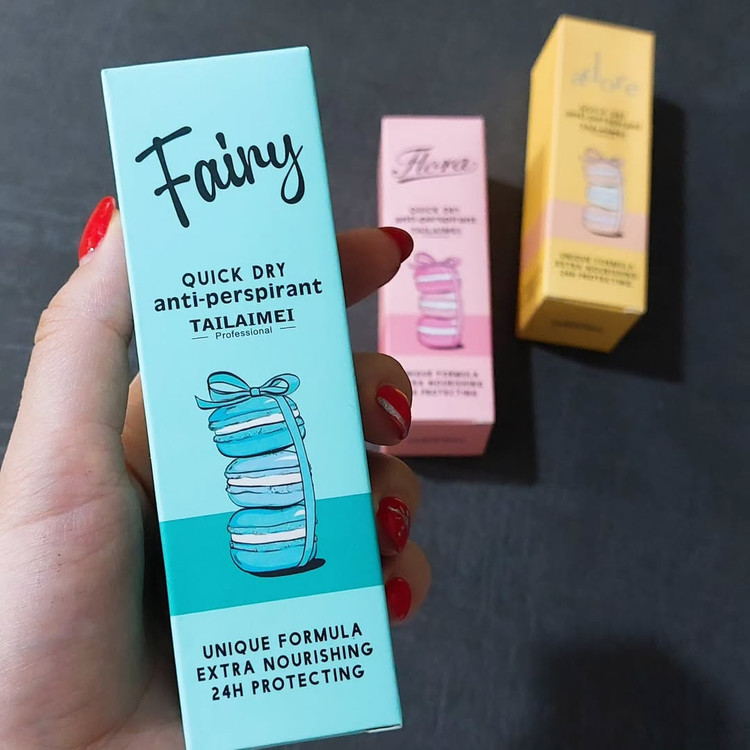 Fairy
QUICK DRY
anti-perspirant
TAILAIMEI
Professional
UNIQUE FORMULA
EXTRA NOURISHING
24H PROTECTING
Flora
QUICK DRY
anti-perspirant
TAILAIMEI
UNIQUE FORMULA
EXTRA NOURISHING
24H PROTECTING
adore
QUICK DRY
anti-perspirant
TAILAIMEI
UNIQUE FORMULA
EXTRA NOURISHING
24H PROTECTING